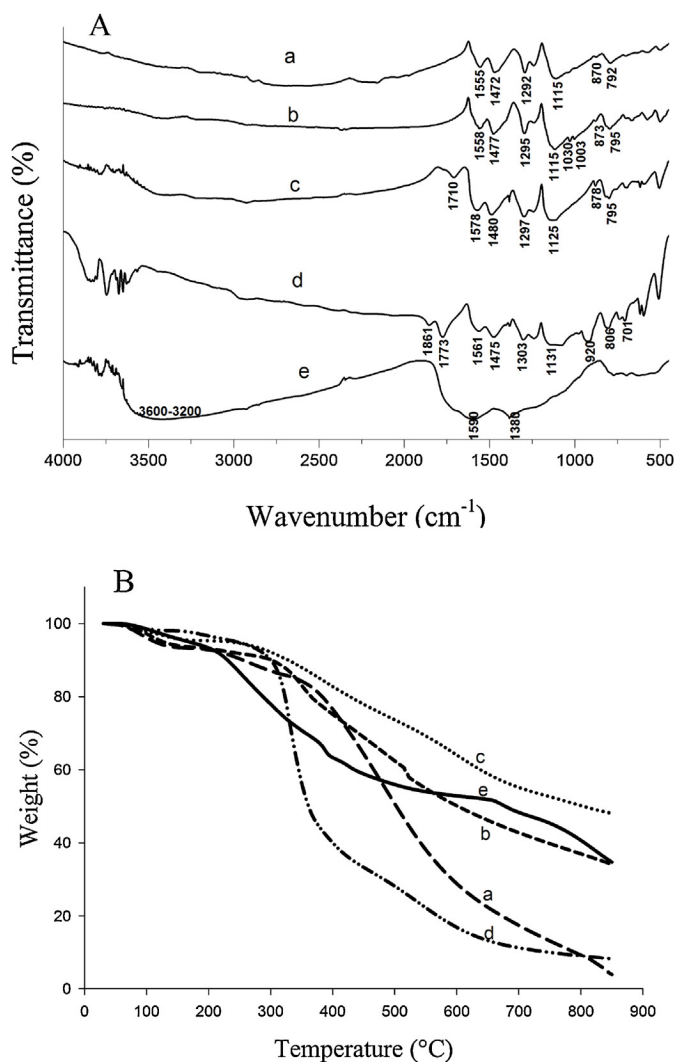 A
Transmittance (%)
a
1555
1472
1292
1115
870
792
b
1558
1477
1295
1115
1030
1003
873
795
c
1710
1578
1480
1297
1125
878
795
d
1861
1773
1561
1475
1303
1131
920
806
701
e
3600-3200
1590
1380
4000 3500 3000 2500 2000 1500 1000 500
Wavenumber (cm-1)
B
Weight (%)
100
80
60
40
20
0
c
e
b
a
d
0 100 200 300 400 500 600 700 800 900
Temperature (°C)